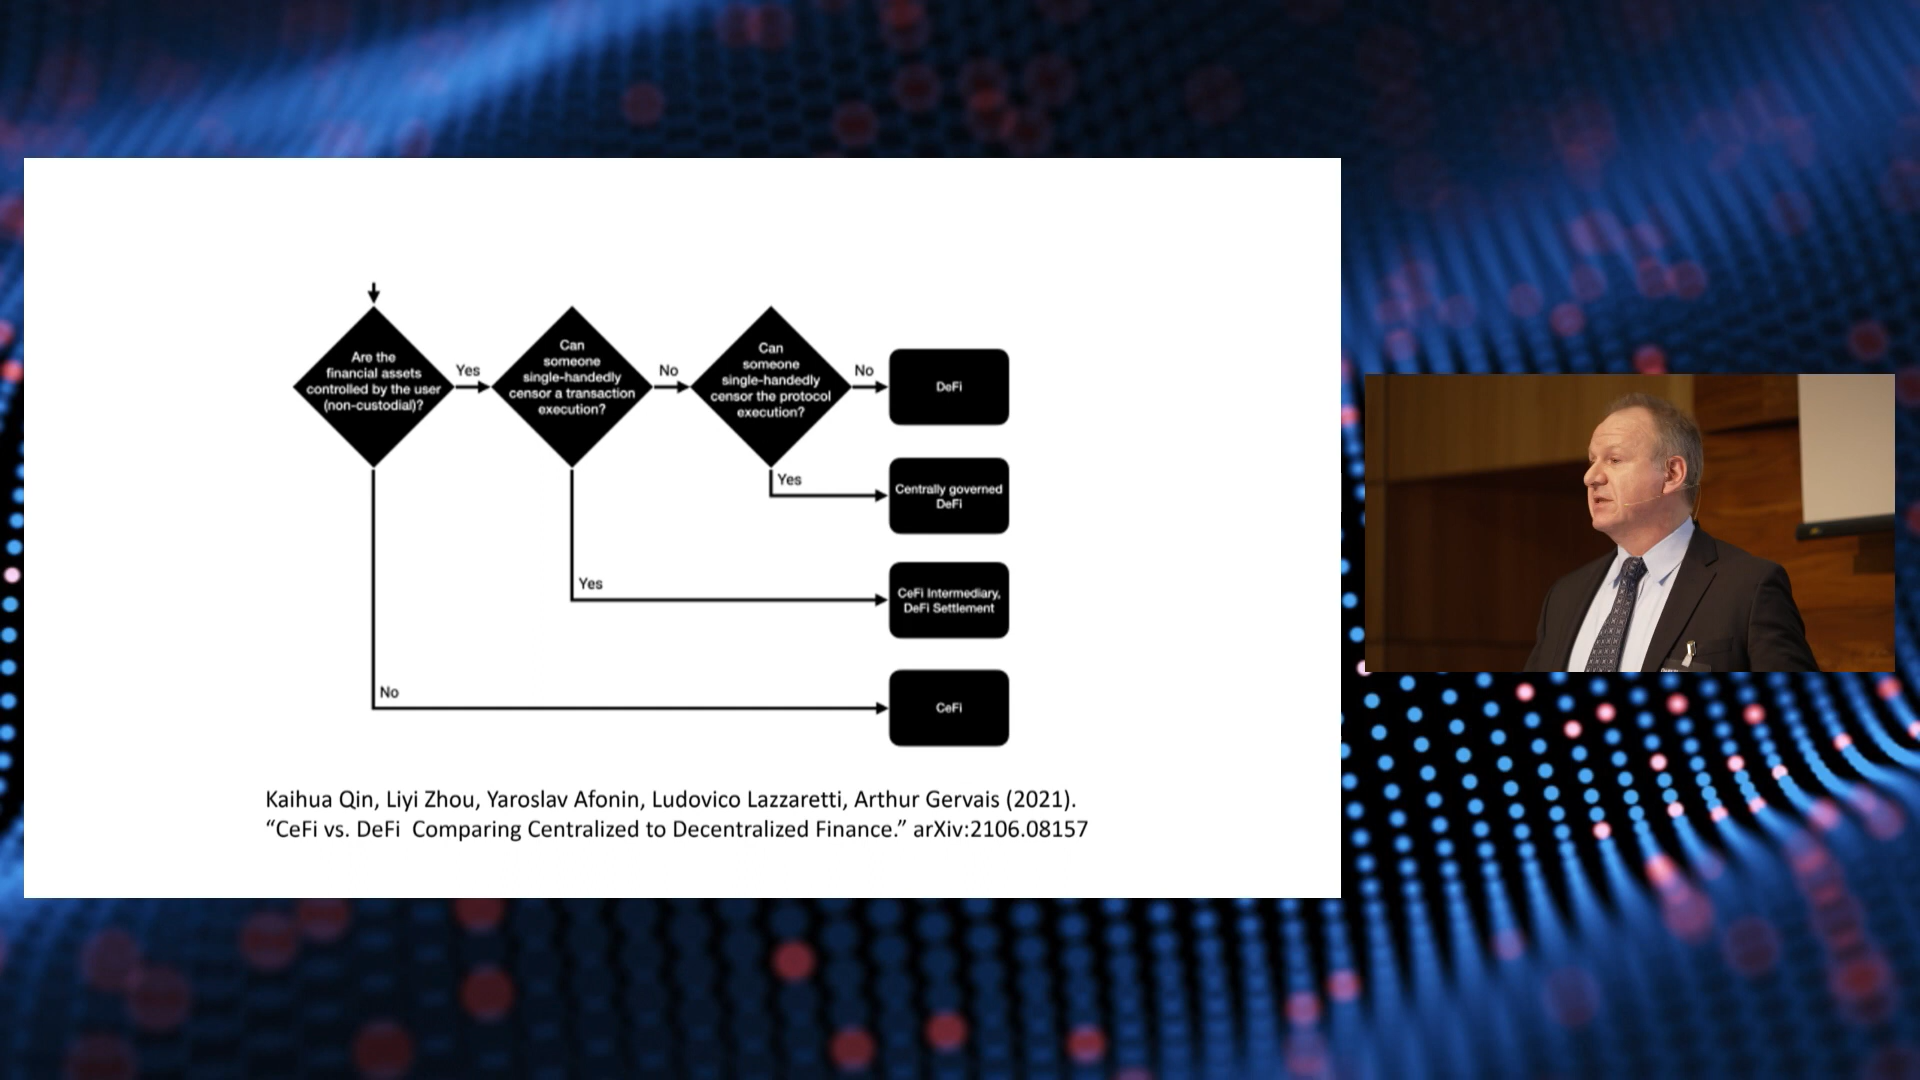 Are the
financial assets
controlled by the user
(non-custodial)?
Yes
Can
someone
single-handedly
censor a transaction
execution?
No
Can
someone
single-handedly
censor the protocol
execution?
No
DeFi
Yes
Centrally governed
DeFi
Yes
CeFi Intermediary,
DeFi Settlement
No
CeFi
Kaihua Qin, Liyi Zhou, Yaroslav Afonin, Ludovico Lazzaretti, Arthur Gervais (2021).
“CeFi vs. DeFi  Comparing Centralized to Decentralized Finance.” arXiv:2106.08157